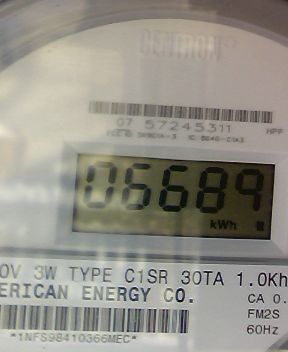 CENTRON®
07 57245311 HPP
06689
kWh
0V 3W TYPE C1SR 30TA 1.0Kh
ERICAN ENERGY CO. CA 0.
FM2S
*1NFS98410366MEC* 60Hz